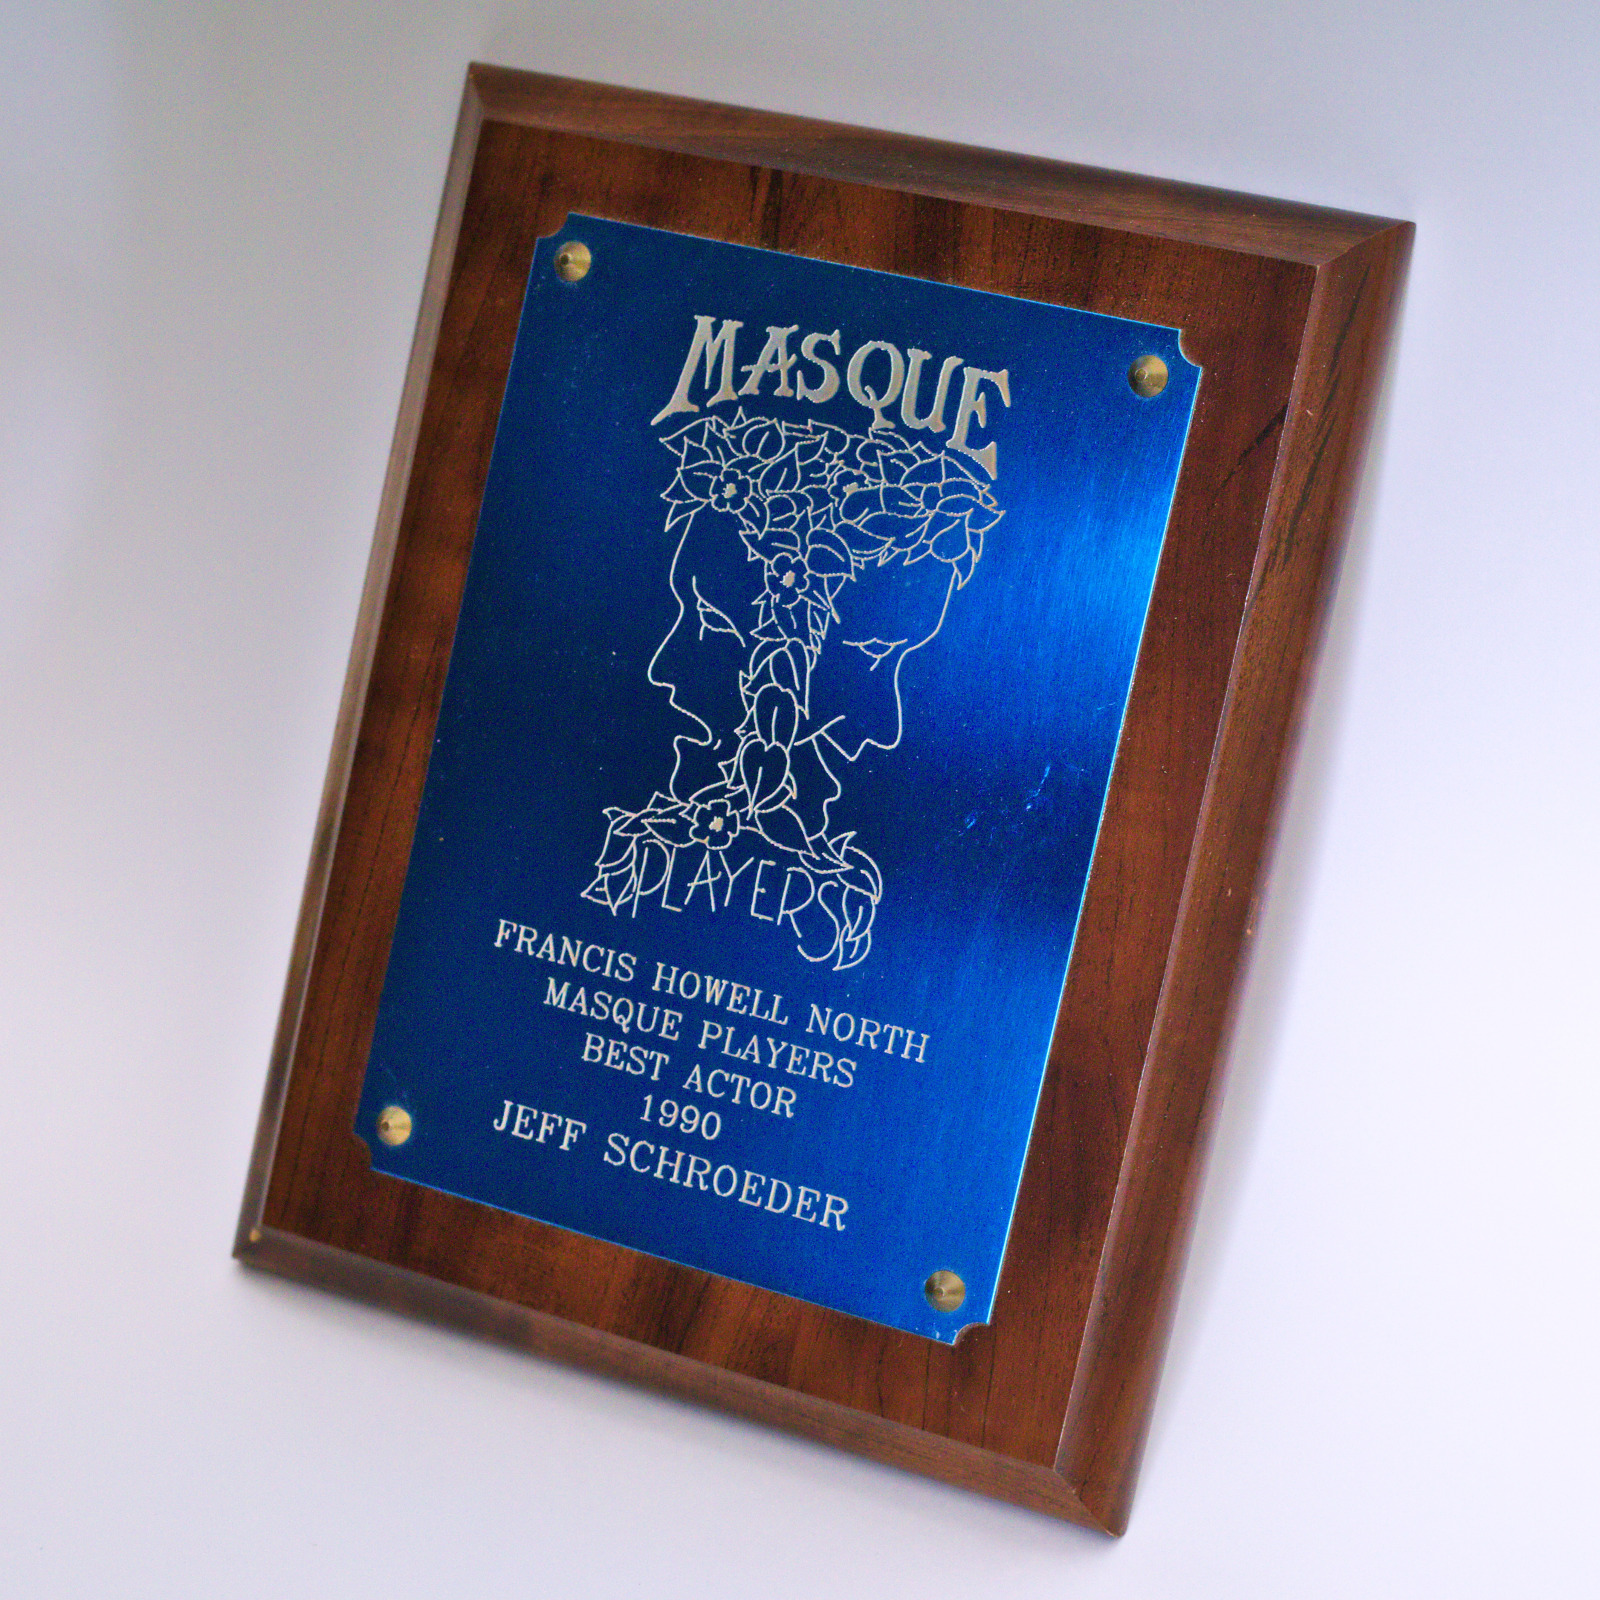 MASQUE
PLAYERS
FRANCIS HOWELL NORTH
MASQUE PLAYERS
BEST ACTOR
1990
JEFF SCHROEDER